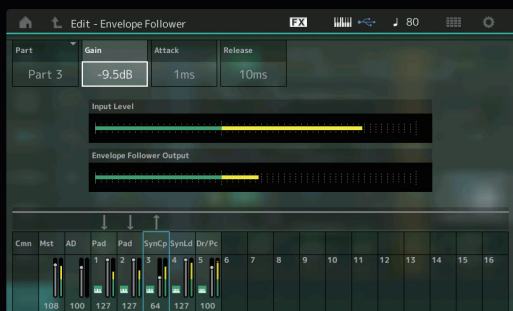 Edit - Envelope Follower FX ♩ 80
Part Gain Attack Release
Part 3 -9.5dB 1ms 10ms
Input Level
Envelope Follower Output
Cmn Mst AD Pad Pad SynCp SynLd Dr/Pc
1 2 3 4 5 6 7 8 9 10 11 12 13 14 15 16
108 100 127 127 64 127 100